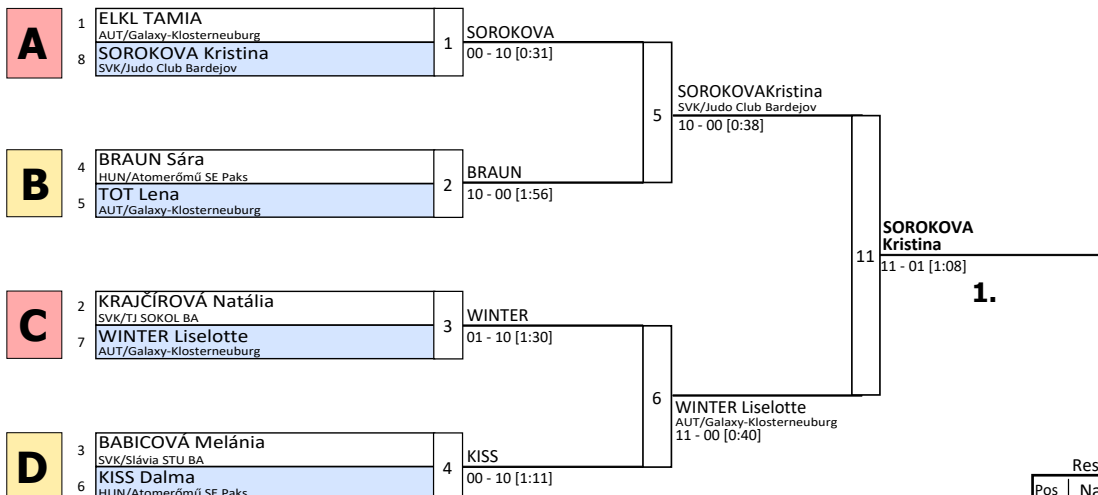 A
1 ELKL TAMIA
AUT/Galaxy-Klosterneuburg
8 SOROKOVA Kristina
SVK/Judo Club Bardejov
1
SOROKOVA
00 - 10 [0:31]
B
4 BRAUN Sára
HUN/Atomerőmű SE Paks
5 TOT Lena
AUT/Galaxy-Klosterneuburg
2
BRAUN
10 - 00 [1:56]
5
SOROKOVAKristina
SVK/Judo Club Bardejov
10 - 00 [0:38]
C
2 KRAJČÍROVÁ Natália
SVK/TJ SOKOL BA
7 WINTER Liselotte
AUT/Galaxy-Klosterneuburg
3
WINTER
01 - 10 [1:30]
D
3 BABICOVÁ Melánia
SVK/Slávia STU BA
6 KISS Dalma
HUN/Atomerőmű SE Paks
4
KISS
00 - 10 [1:11]
6
WINTER Liselotte
AUT/Galaxy-Klosterneuburg
11 - 00 [0:40]
11
SOROKOVA
Kristina
11 - 01 [1:08]
1.
Res
Pos Na